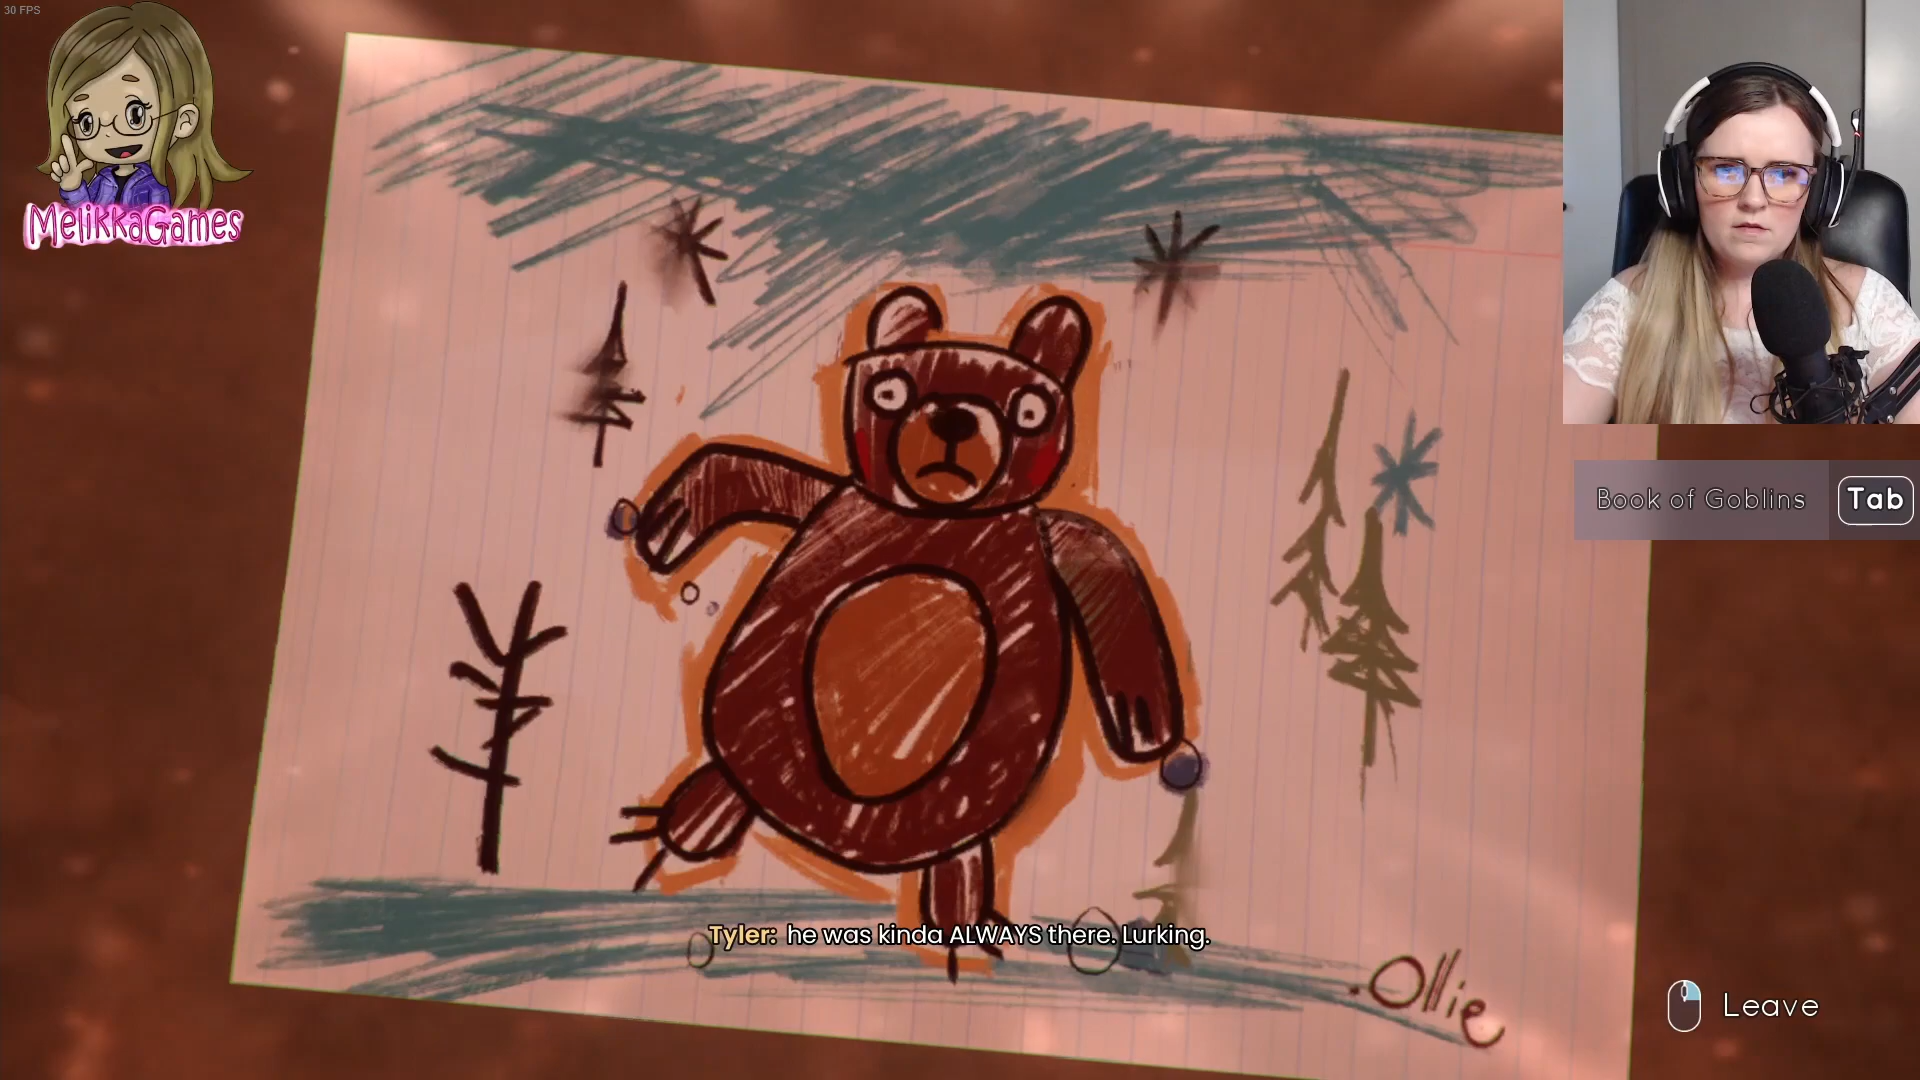 30 FPS
MelikkaGames
Book of Goblins
Tab
Tyler: he was kinda ALWAYS there. Lurking.
.Ollie
Leave